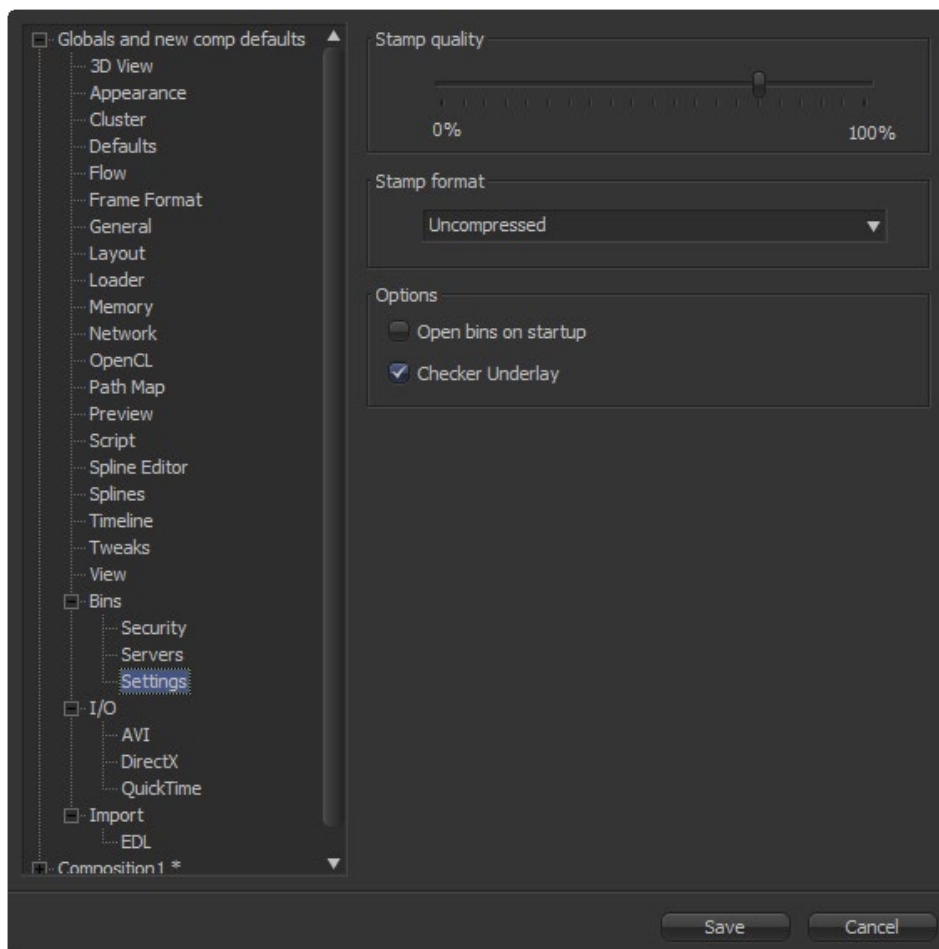 Globals and new comp defaults
3D View
Appearance
Cluster
Defaults
Flow
Frame Format
General
Layout
Loader
Memory
Network
OpenCL
Path Map
Preview
Script
Spline Editor
Splines
Timeline
Tweaks
View
Bins
Security
Servers
Settings
I/O
AVI
DirectX
QuickTime
Import
EDL
Composition1 *
Stamp quality
0% 100%
Stamp format
Uncompressed
Options
Open bins on startup
Checker Underlay
Save Cancel